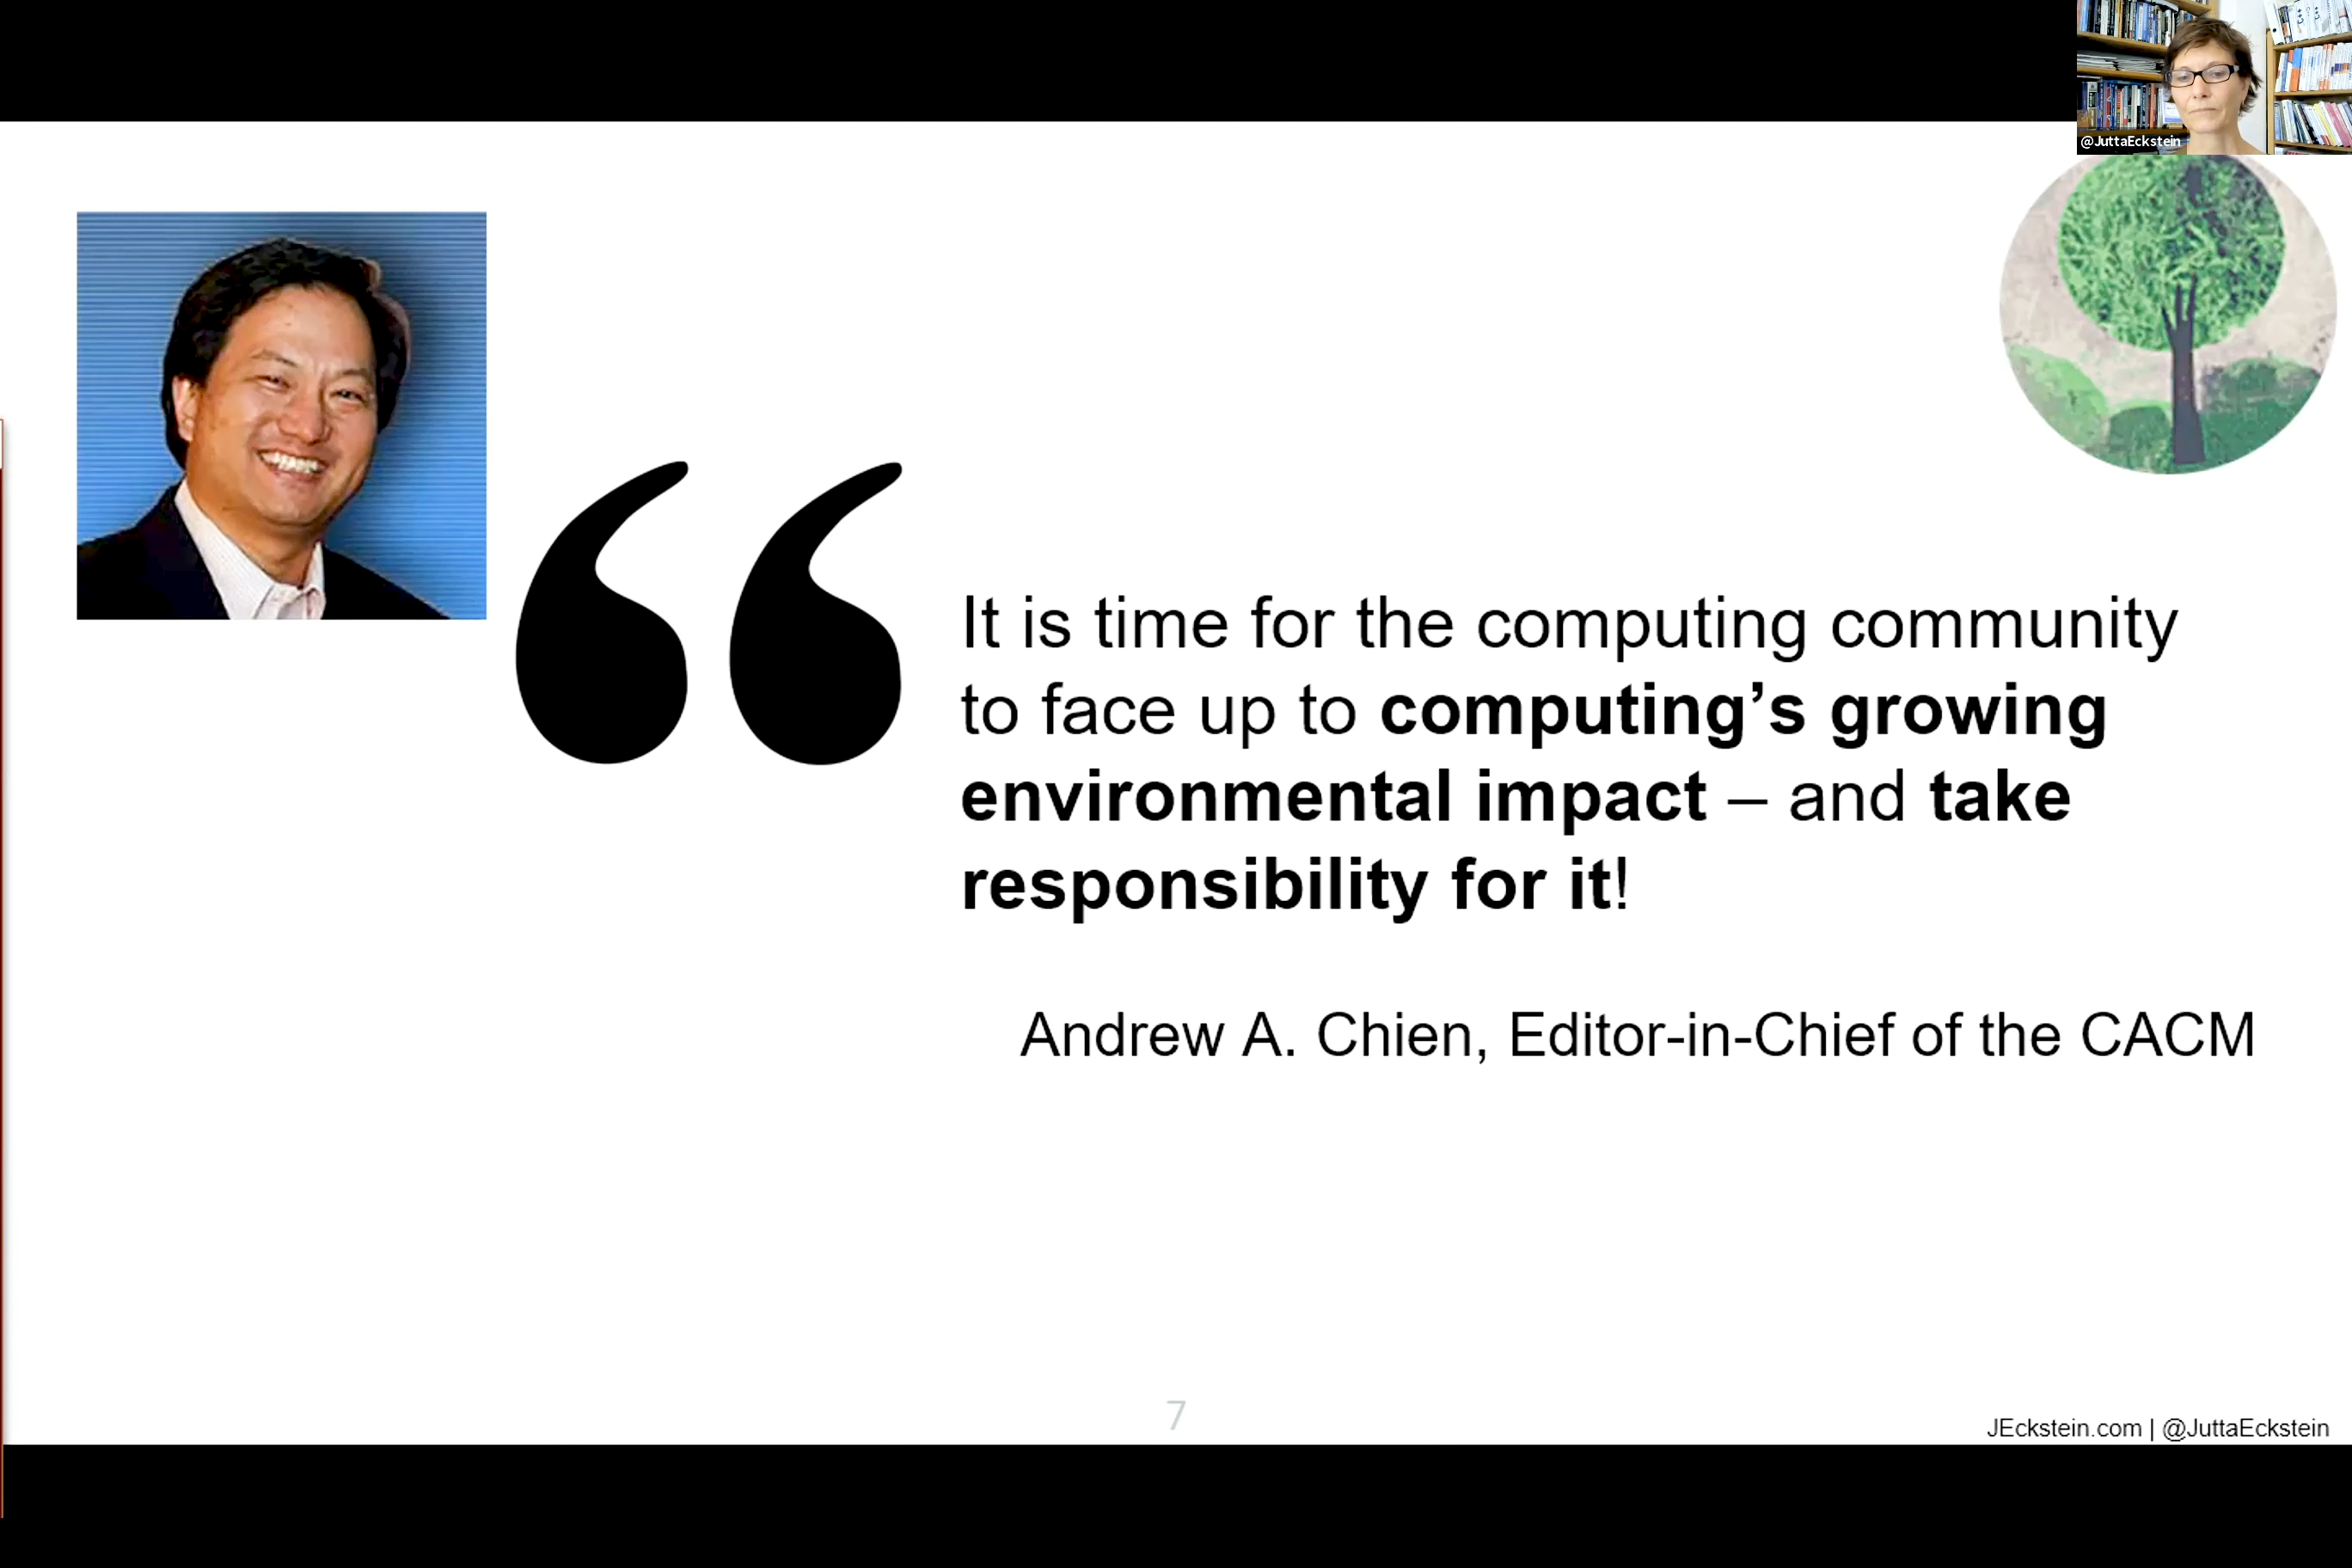 @JuttaEckstein
It is time for the computing community
to face up to computing’s growing
environmental impact – and take
responsibility for it!
Andrew A. Chien, Editor-in-Chief of the CACM
7
JEckstein.com | @JuttaEckstein